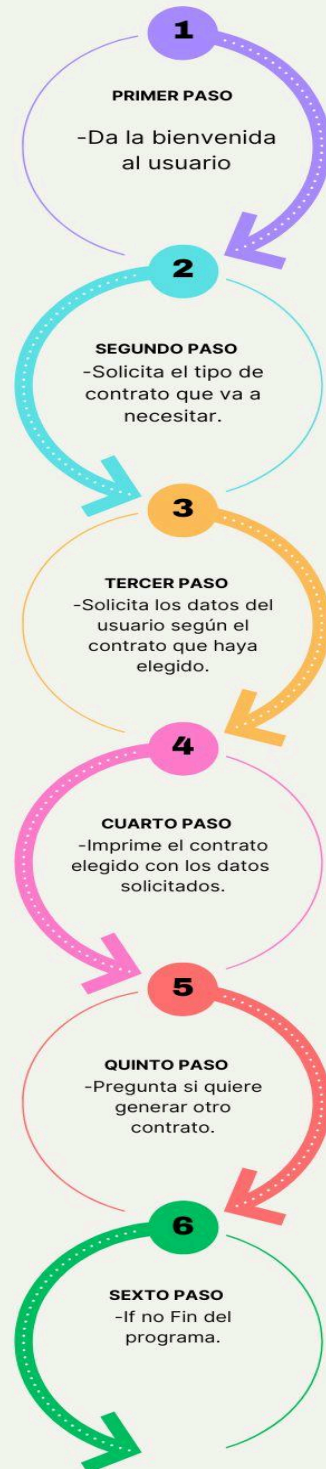 1
PRIMER PASO
-Da la bienvenida
al usuario
2
SEGUNDO PASO
-Solicita el tipo de
contrato que va a
necesitar.
3
TERCER PASO
-Solicita los datos del
usuario según el
contrato que haya
elegido.
4
CUARTO PASO
-Imprime el contrato
elegido con los datos
solicitados.
5
QUINTO PASO
-Pregunta si quiere
generar otro
contrato.
6
SEXTO PASO
-If no Fin del
programa.